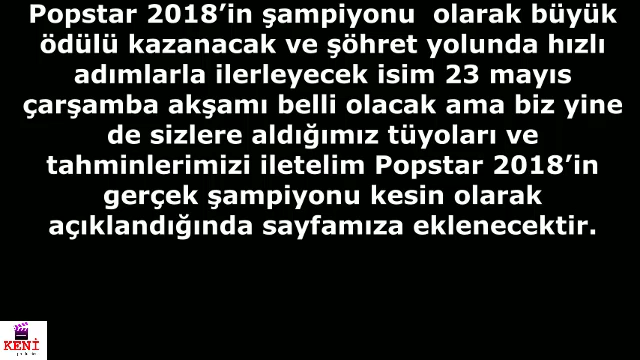 Popstar 2018’in şampiyonu  olarak büyük
ödülü kazanacak ve şöhret yolunda hızlı
adımlarla ilerleyecek isim 23 mayıs
çarşamba akşamı belli olacak ama biz yine
de sizlere aldığımız tüyoları ve
tahminlerimizi iletelim Popstar 2018’in
gerçek şampiyonu kesin olarak
açıklandığında sayfamıza eklenecektir.
KENİ